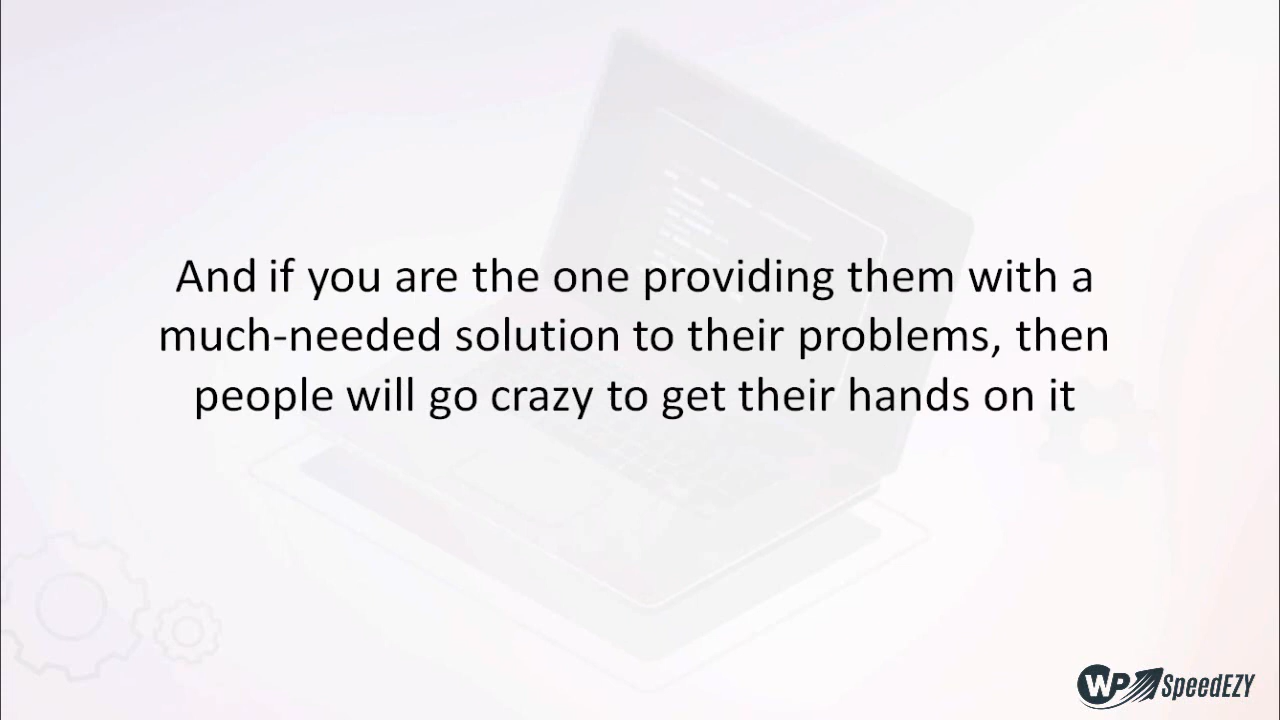 And if you are the one providing them with a
much-needed solution to their problems, then
people will go crazy to get their hands on it
WP SpeedEZY